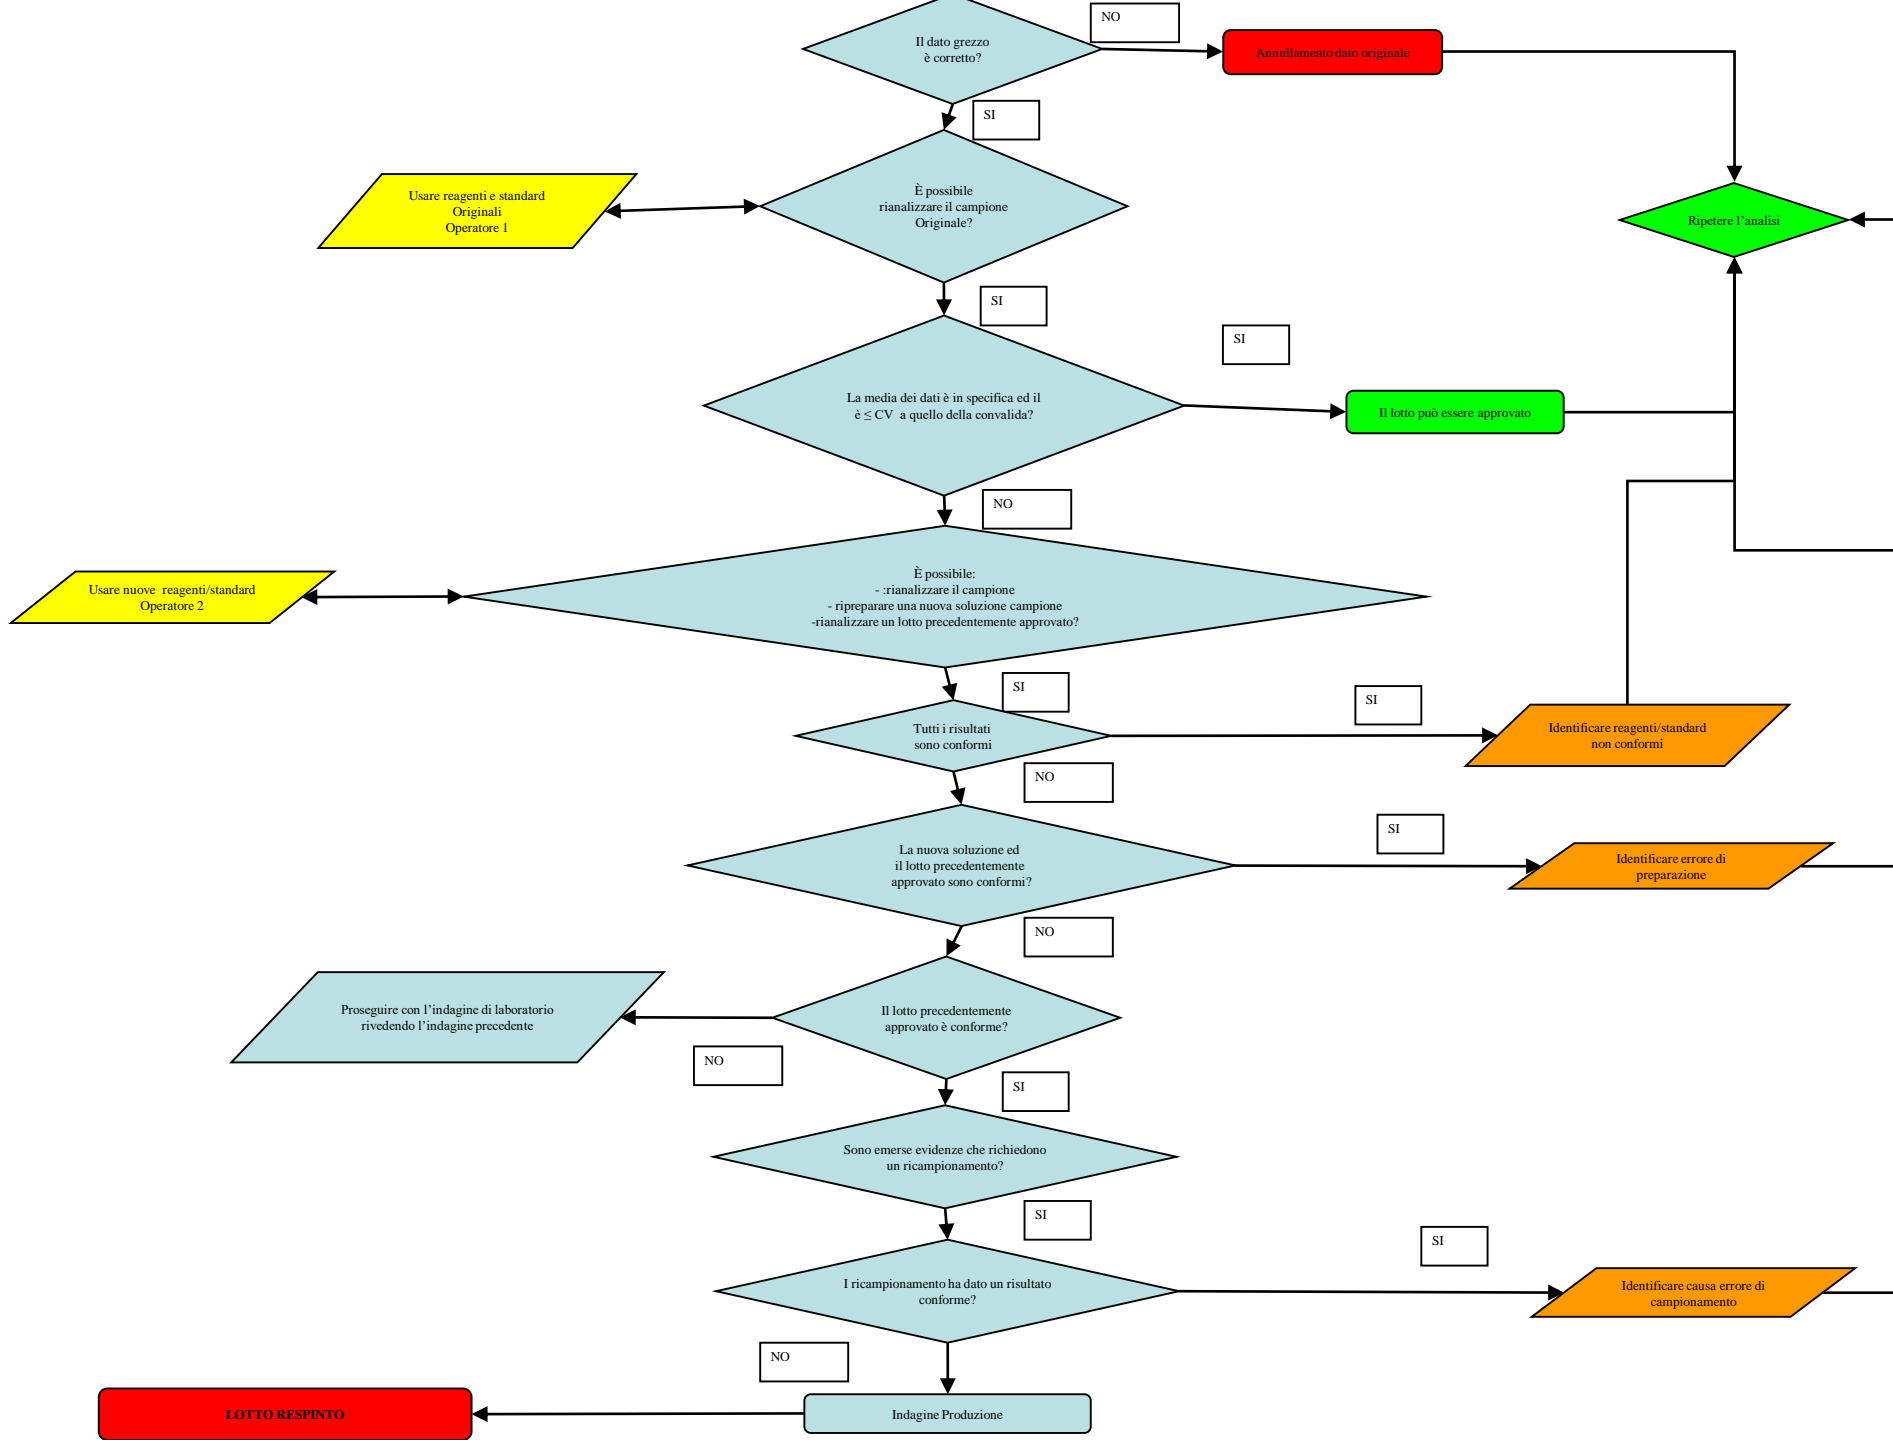 NO
Il dato grezzo
è corretto?
Annullamento dato originale
SI
Usare reagenti e standard
Originali
Operatore 1
È possibile
rianalizzare il campione
Originale?
Ripetere l'analisi
SI
SI
La media dei dati è in specifica ed il
è ≤ CV a quello della convalida?
Il lotto può essere approvato
NO
Usare nuove reagenti/standard
Operatore 2
È possibile:
- :rianalizzare il campione
- ripreparare una nuova soluzione campione
-rianalizzare un lotto precedentemente approvato?
SI
SI
Tutti i risultati
sono conformi
Identificare reagenti/standard
non conformi
NO
SI
La nuova soluzione ed
il lotto precedentemente
approvato sono conformi?
Identificare errore di
preparazione
NO
Proseguire con l'indagine di laboratorio
rivedendo l'indagine precedente
Il lotto precedentemente
approvato è conforme?
NO
SI
Sono emerse evidenze che richiedono
un ricampionamento?
SI
SI
I ricampionamento ha dato un risultato
conforme?
Identificare causa errore di
campionamento
NO
LOTTO RESPINTO
Indagine Produzione